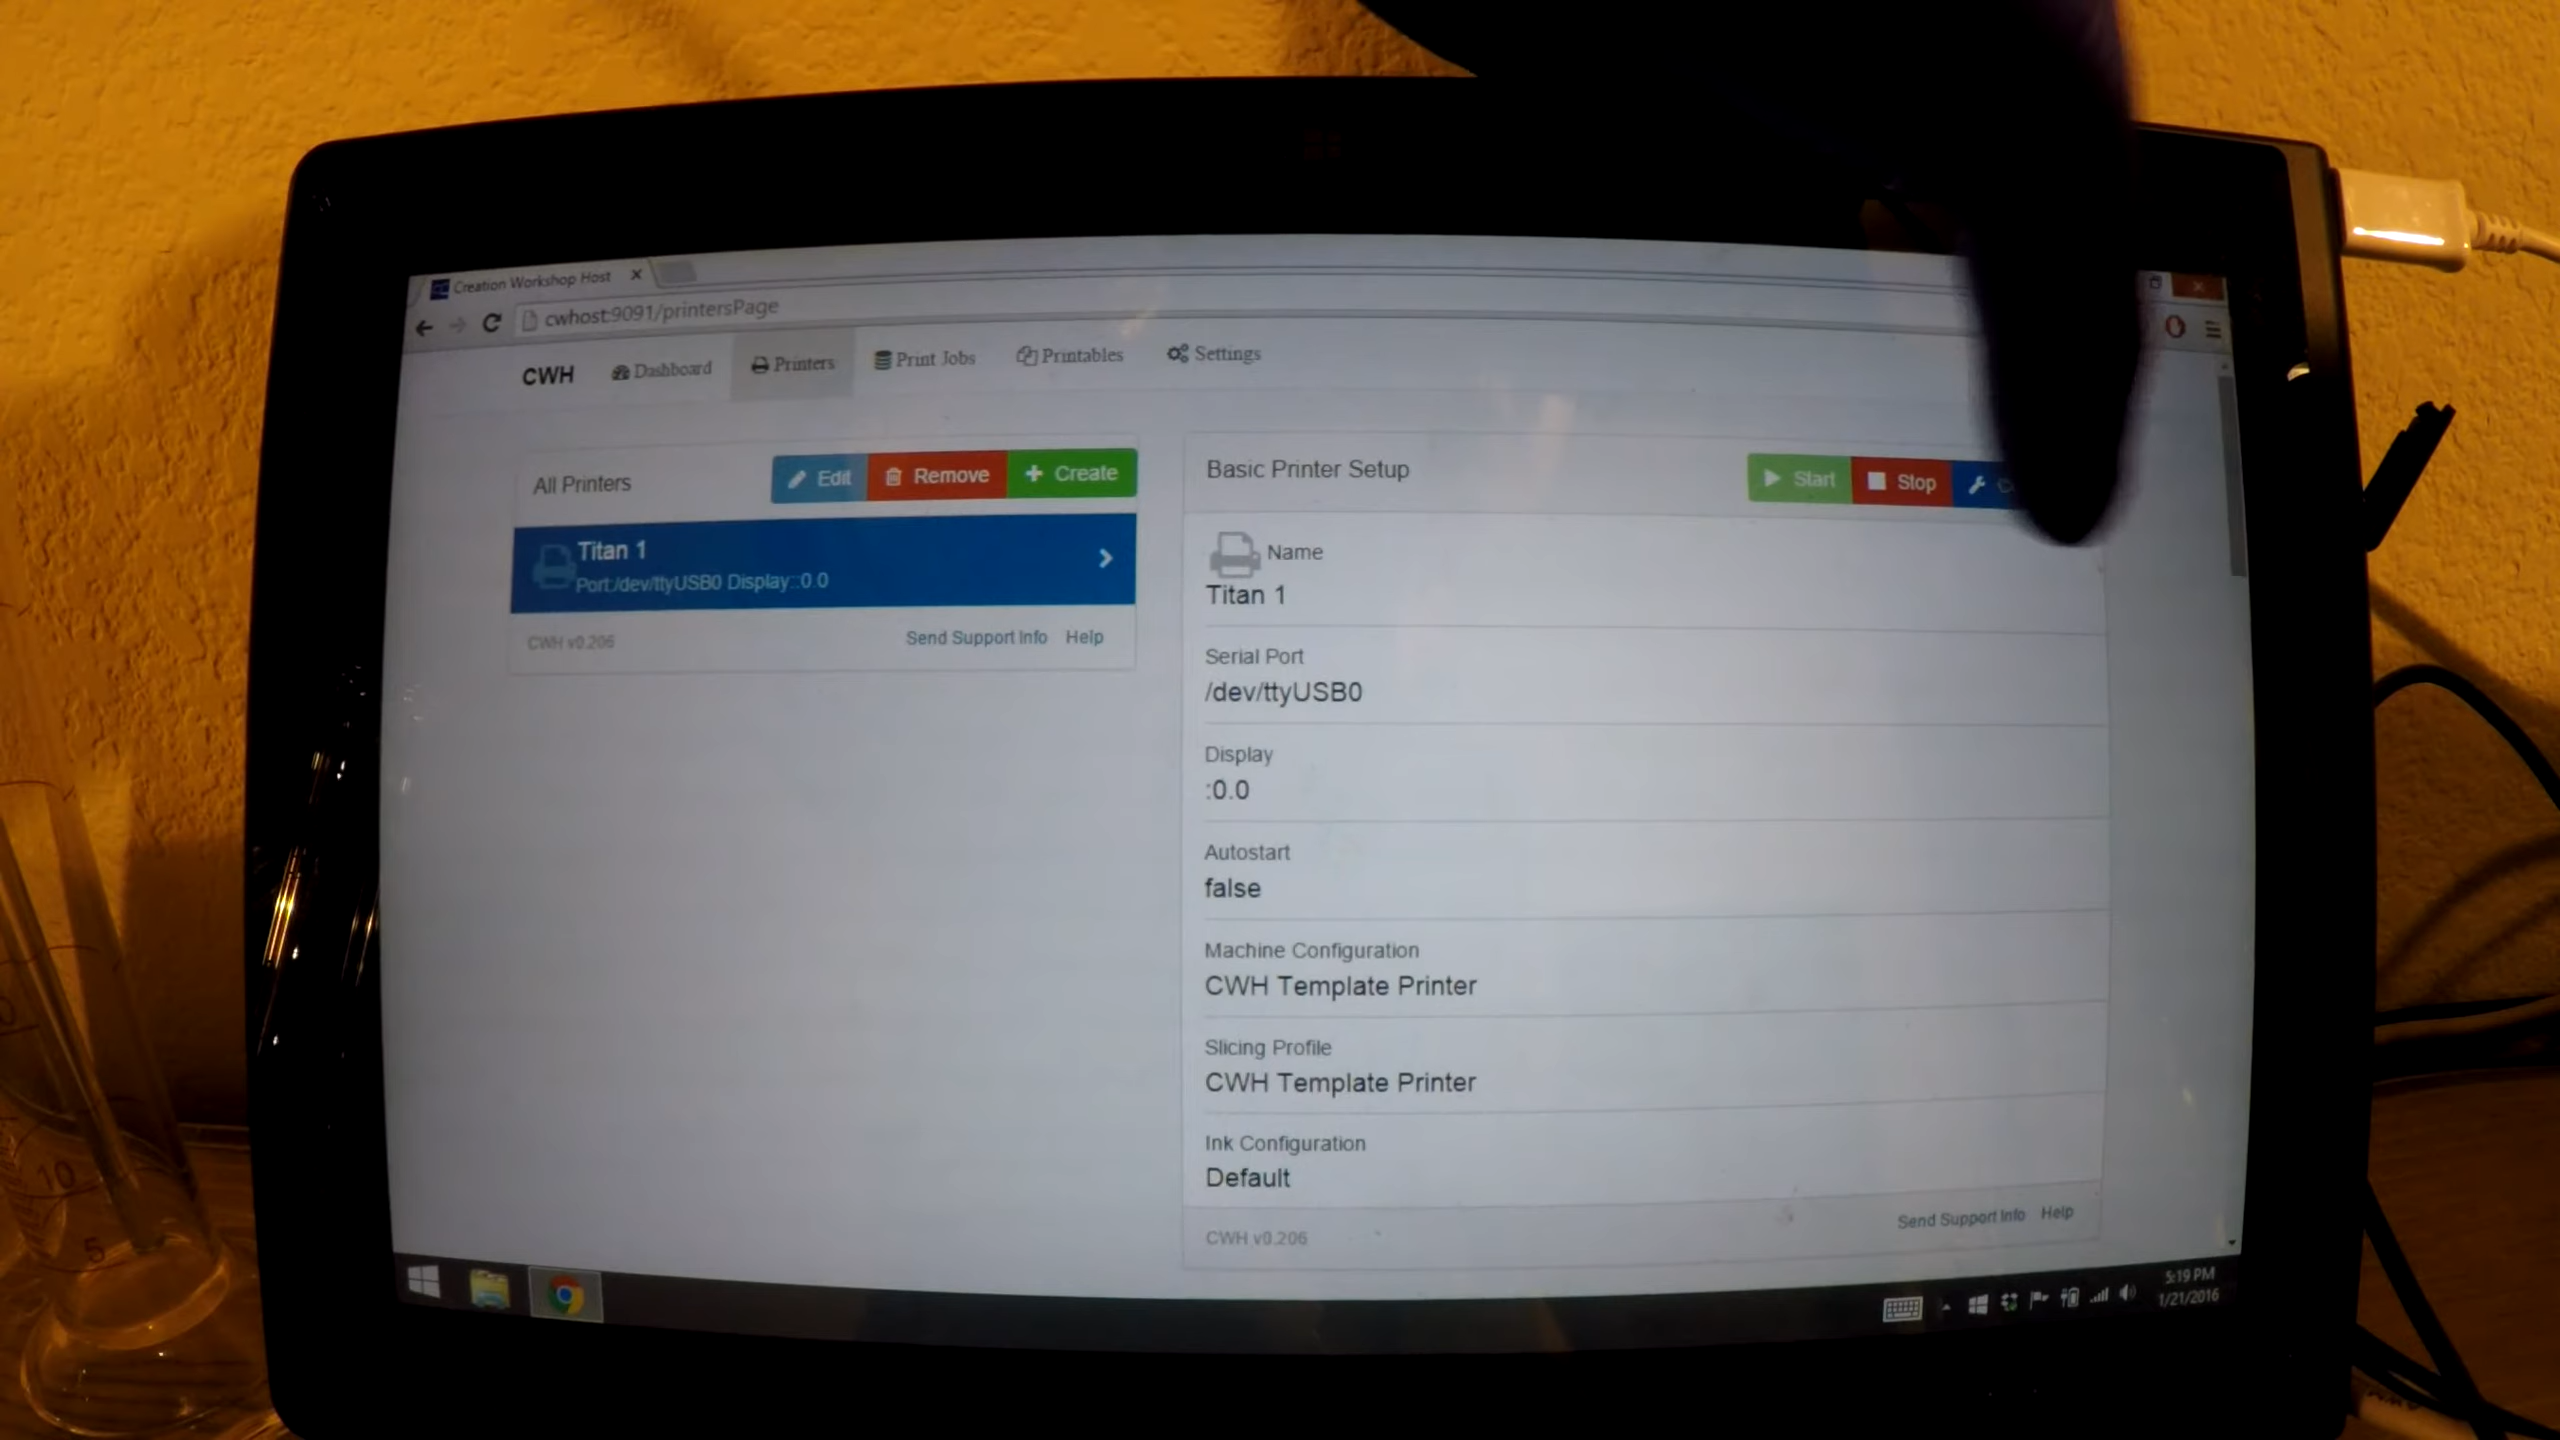 Creation Workshop Host
cwhost:9091/printersPage
CWH Dashboard Printers Print Jobs Printables Settings
All Printers Edit Remove Create
Titan 1
Port:/dev/ttyUSB0 Display::0.0
CWH v0.206 Send Support Info Help
Basic Printer Setup Start Stop
Name
Titan 1
Serial Port
/dev/ttyUSB0
Display
:0.0
Autostart
false
Machine Configuration
CWH Template Printer
Slicing Profile
CWH Template Printer
Ink Configuration
Default
CWH v0.206 Send Support Info Help
5:19 PM
1/21/2016
10
5